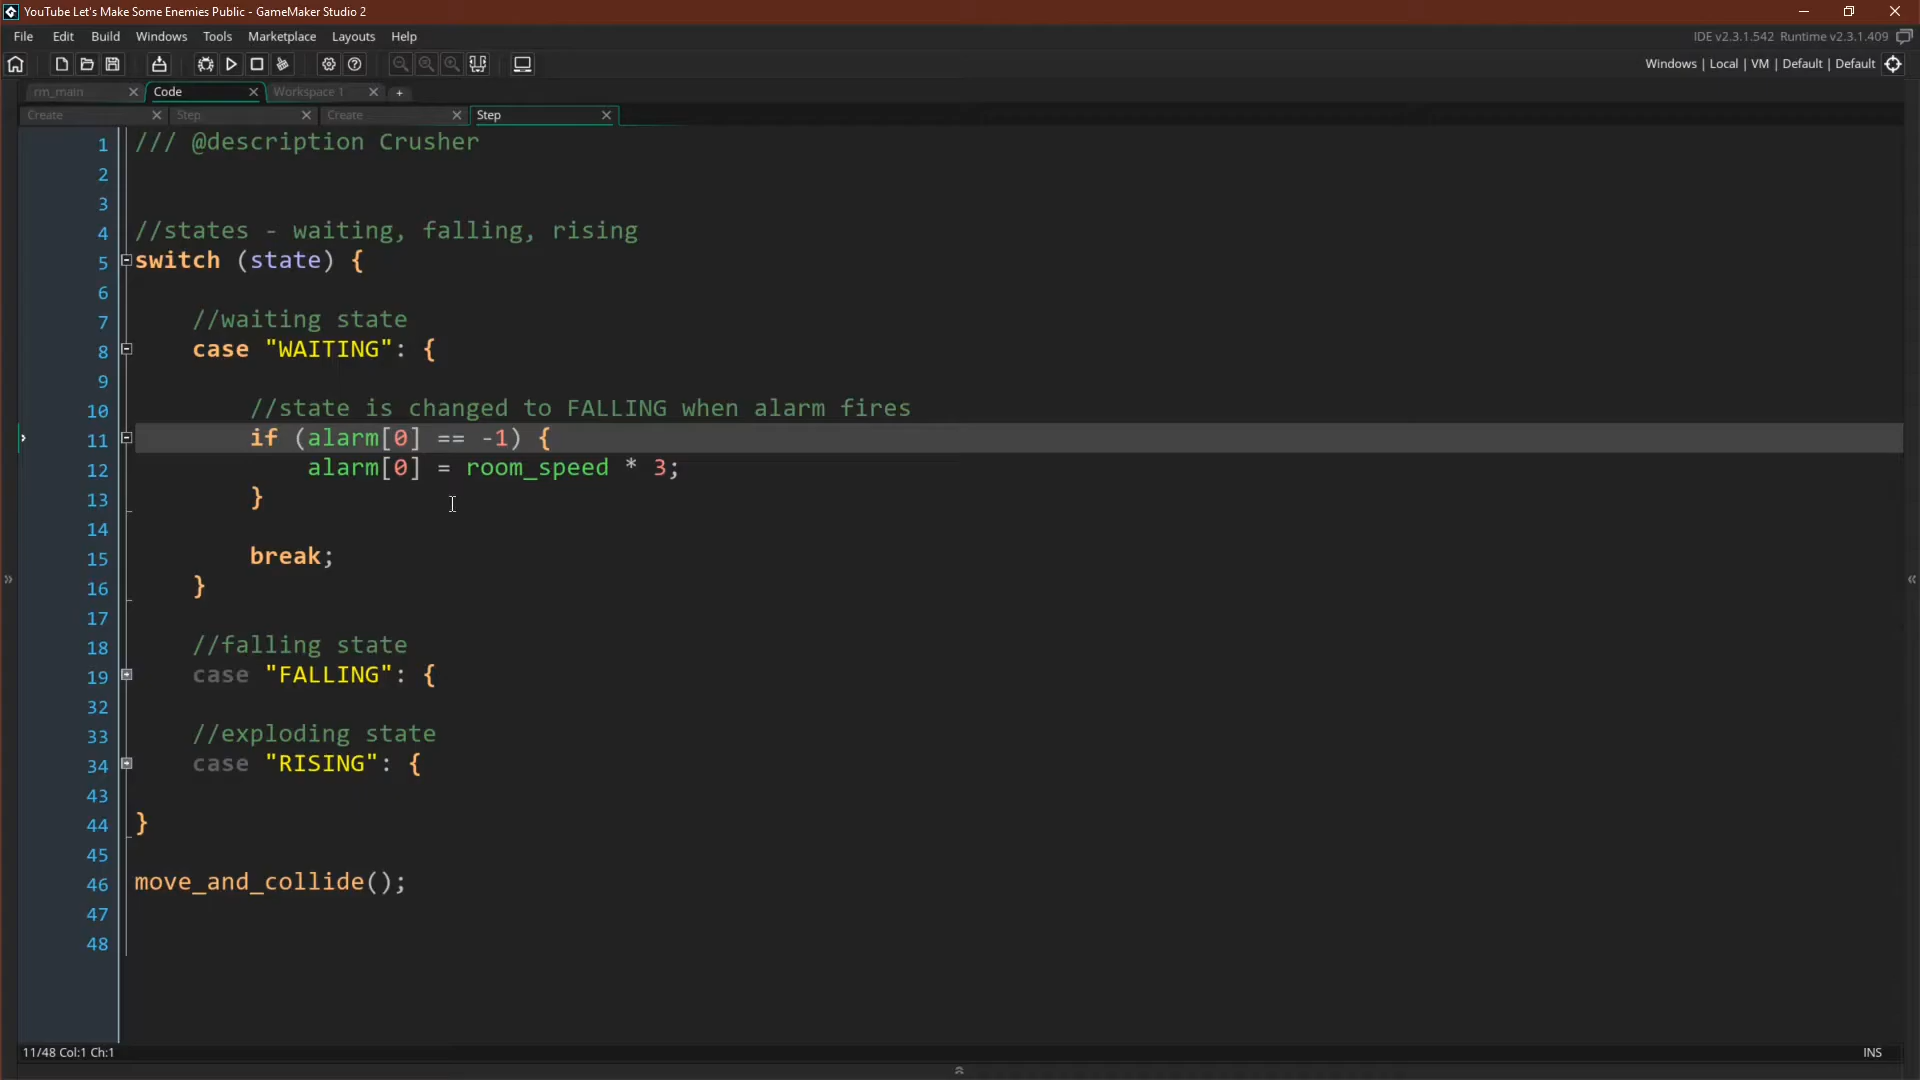 YouTube Let's Make Some Enemies Public - GameMaker Studio 2
File Edit Build Windows Tools Marketplace Layouts Help
IDE v2.3.1.542 Runtime v2.3.1.409
Windows | Local | VM | Default | Default
rm_main Code Workspace 1 +
Create Step Create Step
1 /// @description Crusher
2
3
4 //states - waiting, falling, rising
5 switch (state) {
6
7 //waiting state
8 case "WAITING": {
9
10 //state is changed to FALLING when alarm fires
11 if (alarm[0] == -1) {
12 alarm[0] = room_speed * 3;
13 }
14
15 break;
16 }
17
18 //falling state
19 case "FALLING": {
32
33 //exploding state
34 case "RISING": {
43
44 }
45
46 move_and_collide();
47
48
11/48 Col:1 Ch:1
INS